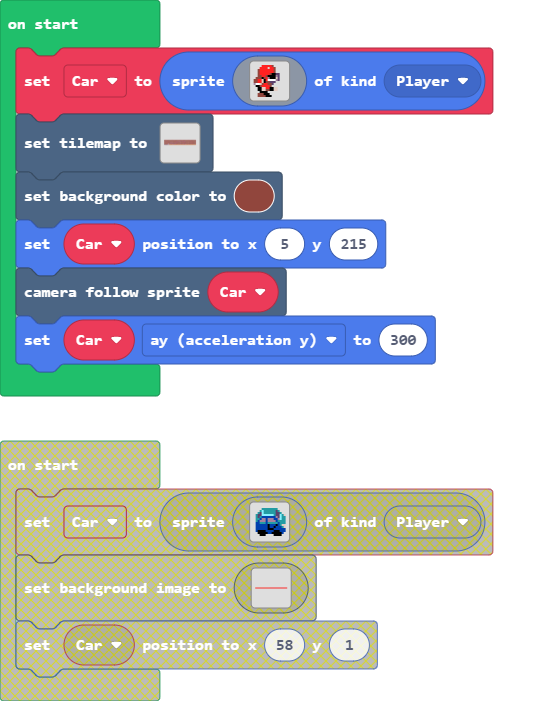 on start
set Car to sprite of kind Player
set tilemap to
set background color to
set Car position to x 5 y 215
camera follow sprite Car
set Car ay (acceleration y) to 300
on start
set Car to sprite of kind Player
set background image to
set Car position to x 58 y 1